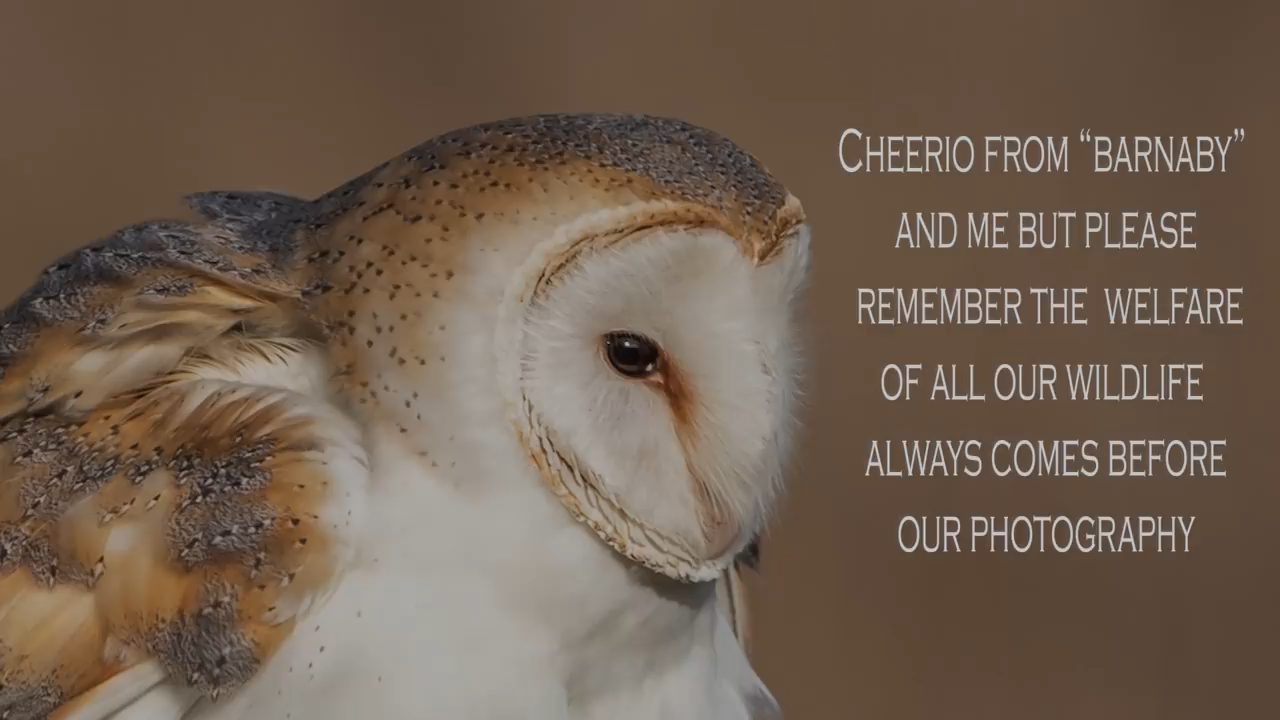 Cheerio from “Barnaby”
and me but please
remember the  welfare
of all our wildlife
always comes before
our photography